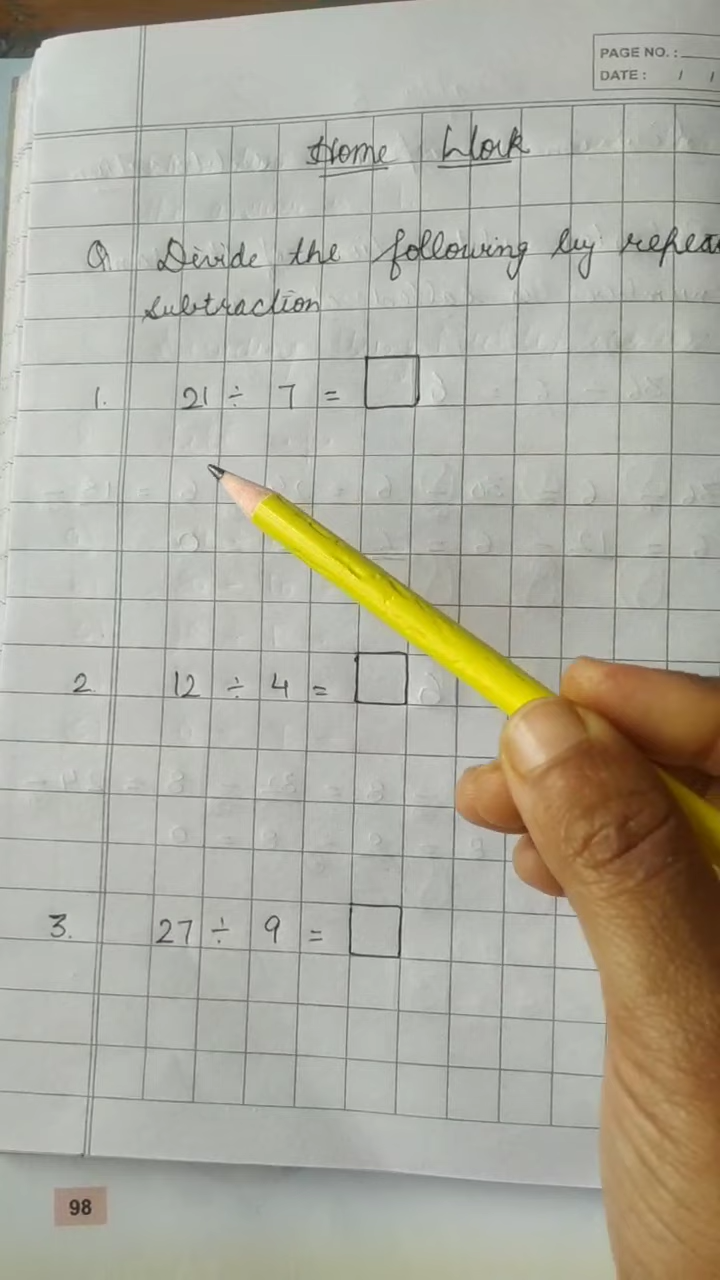 PAGE NO.:
DATE: / /
Home Work
Q Divide the following by repea
subtraction
1. 21 ÷ 7 =
2. 12 ÷ 4 =
3. 27 ÷ 9 =
98